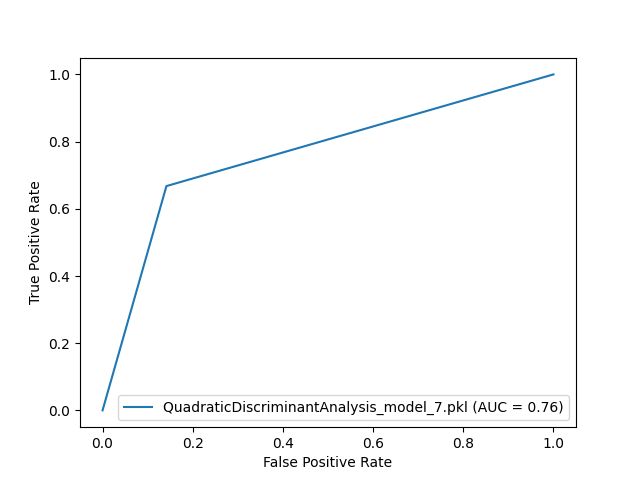 1.0
0.8
0.6
0.4
0.2
0.0
True Positive Rate
QuadraticDiscriminantAnalysis_model_7.pkl (AUC = 0.76)
0.0 0.2 0.4 0.6 0.8 1.0
False Positive Rate